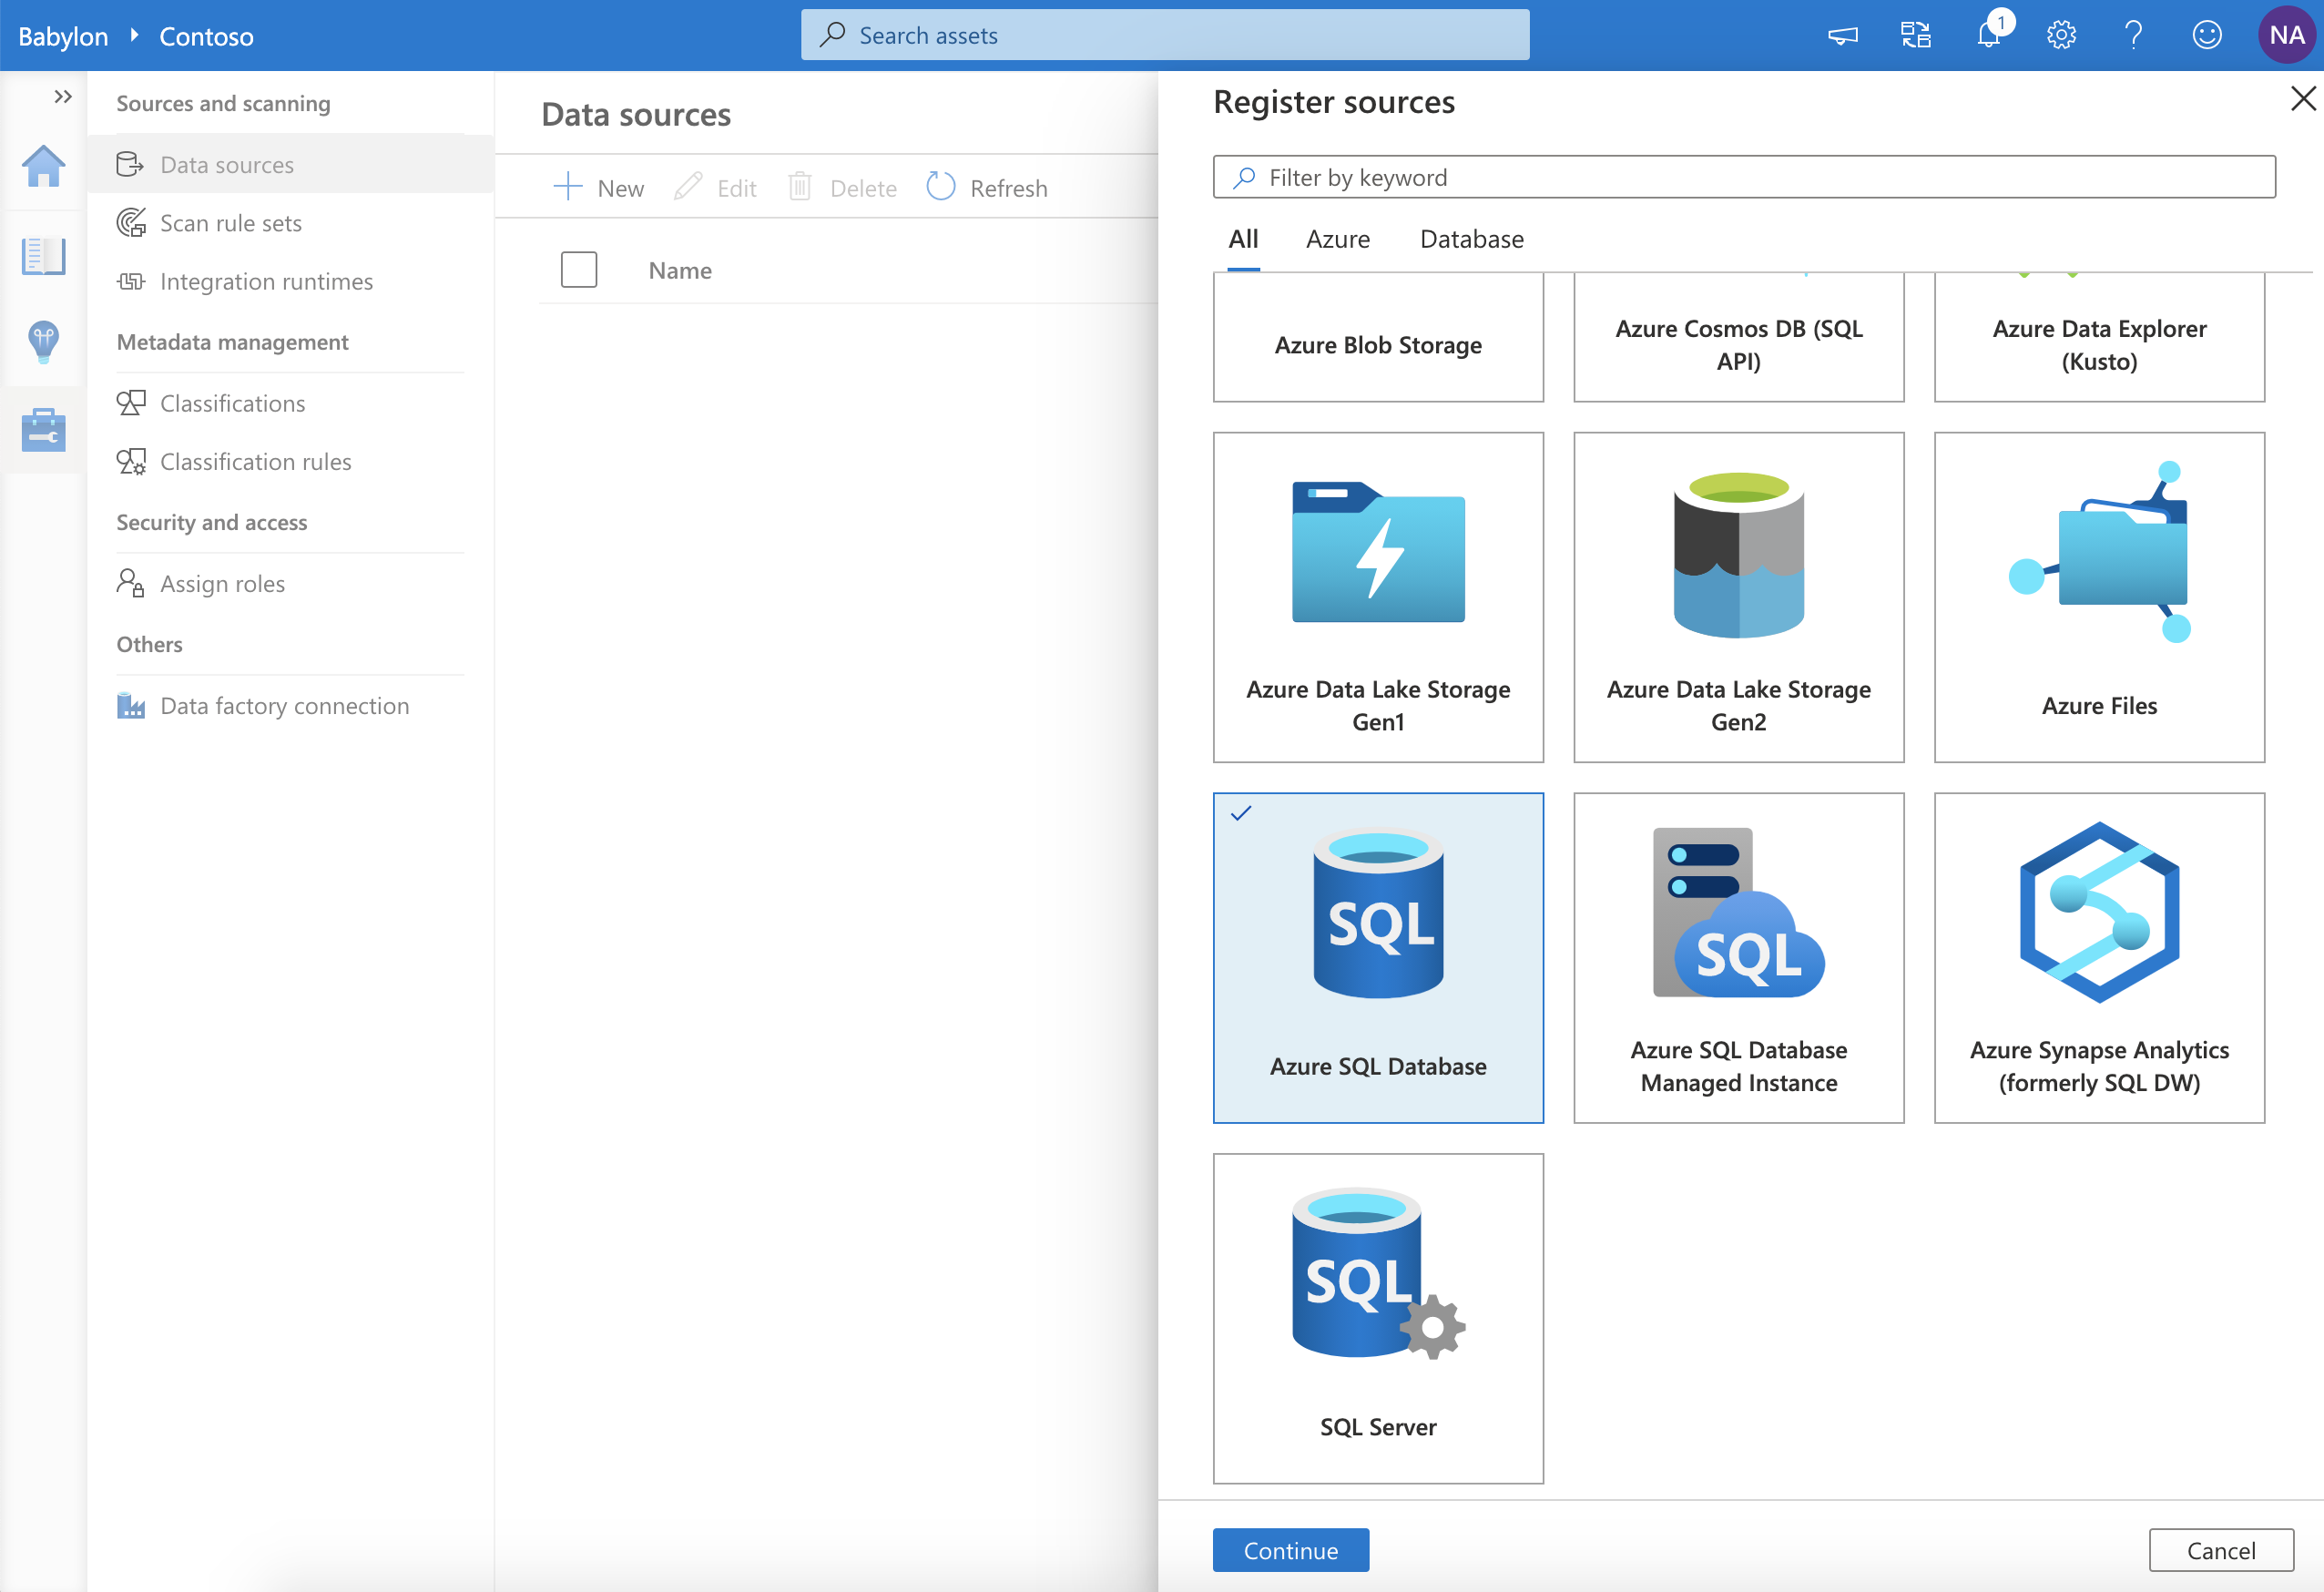 Babylon
Contoso
Search assets
1
NA
Sources and scanning
Data sources
Scan rule sets
Integration runtimes
Metadata management
Classifications
Classification rules
Security and access
Assign roles
Others
Data factory connection
Data sources
New
Edit
Delete
Refresh
Name
Register sources
Filter by keyword
All
Azure
Database
Azure Blob Storage
Azure Cosmos DB (SQL
API)
Azure Data Explorer
(Kusto)
Azure Data Lake Storage
Gen1
Azure Data Lake Storage
Gen2
Azure Files
SQL
Azure SQL Database
SQL
Azure SQL Database
Managed Instance
Azure Synapse Analytics
(formerly SQL DW)
SQL
SQL Server
Continue
Cancel